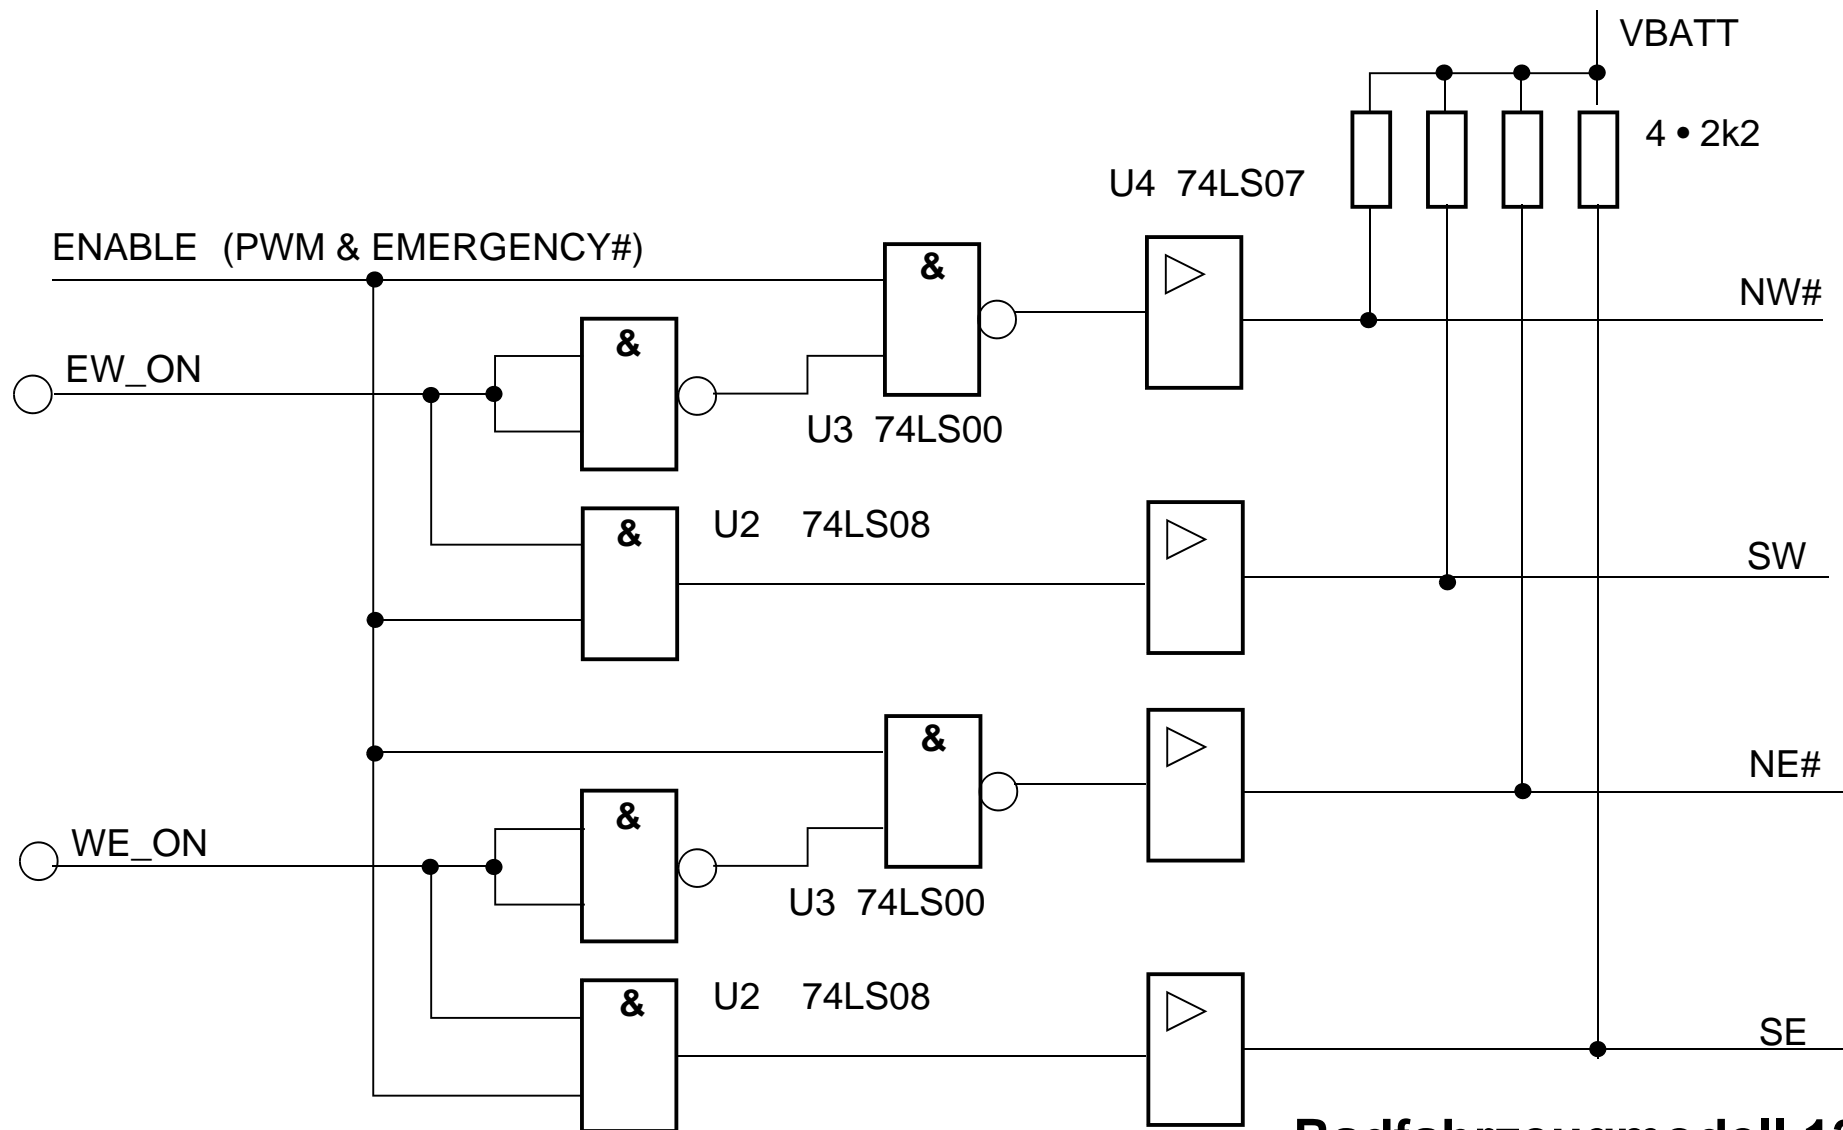 VBATT
4 • 2k2
U4 74LS07
ENABLE (PWM & EMERGENCY#)
&
NW#
&
EW_ON
U3 74LS00
&
U2 74LS08
SW
&
NE#
&
WE_ON
U3 74LS00
&
U2 74LS08
SE